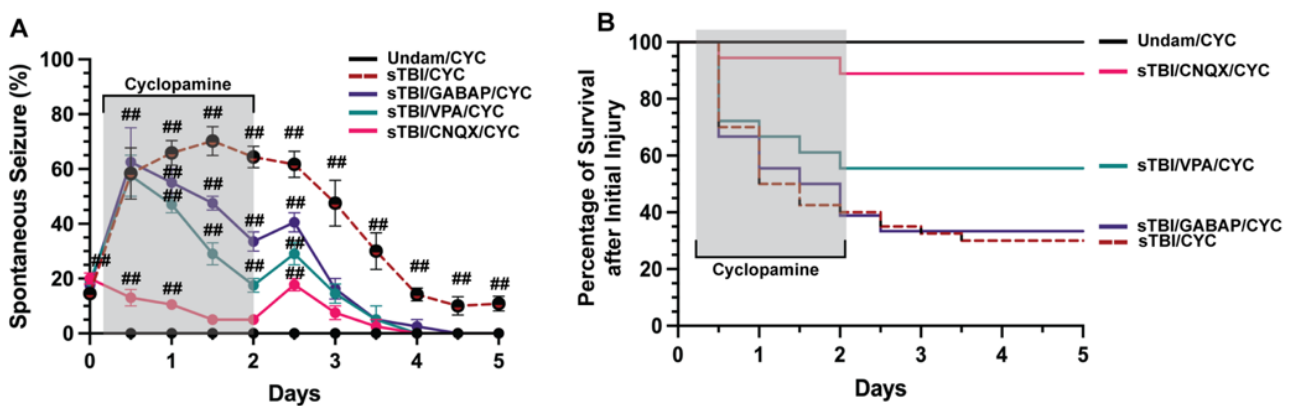 A
Spontaneous Seizure (%)
100
80
60
40
20
0
Cyclopamine
## ## ## ## ## ## ## ## ## ##
## ## ## ## ## ## ## ## ## ## ## ## ##
Undam/CYC
sTBI/CYC
sTBI/GABAP/CYC
sTBI/VPA/CYC
sTBI/CNQX/CYC
0 1 2 3 4 5
Days
B
Percentage of Survival
after Initial Injury
100
80
60
40
20
0
Cyclopamine
Undam/CYC
sTBI/CNQX/CYC
sTBI/VPA/CYC
sTBI/GABAP/CYC
sTBI/CYC
0 1 2 3 4 5
Days